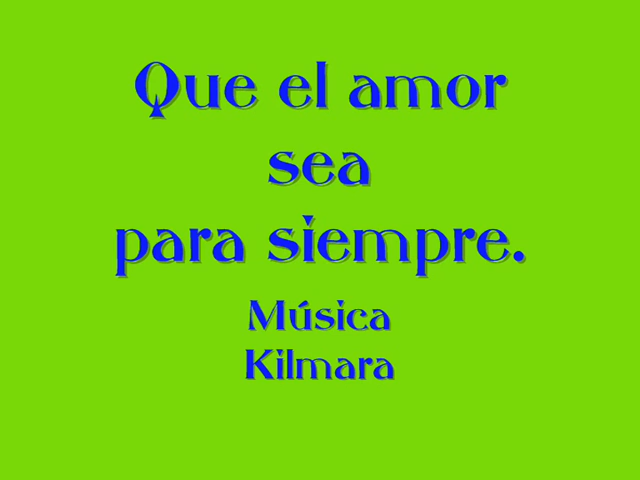 Que el amor
sea
para siempre.
Música
Kilmara